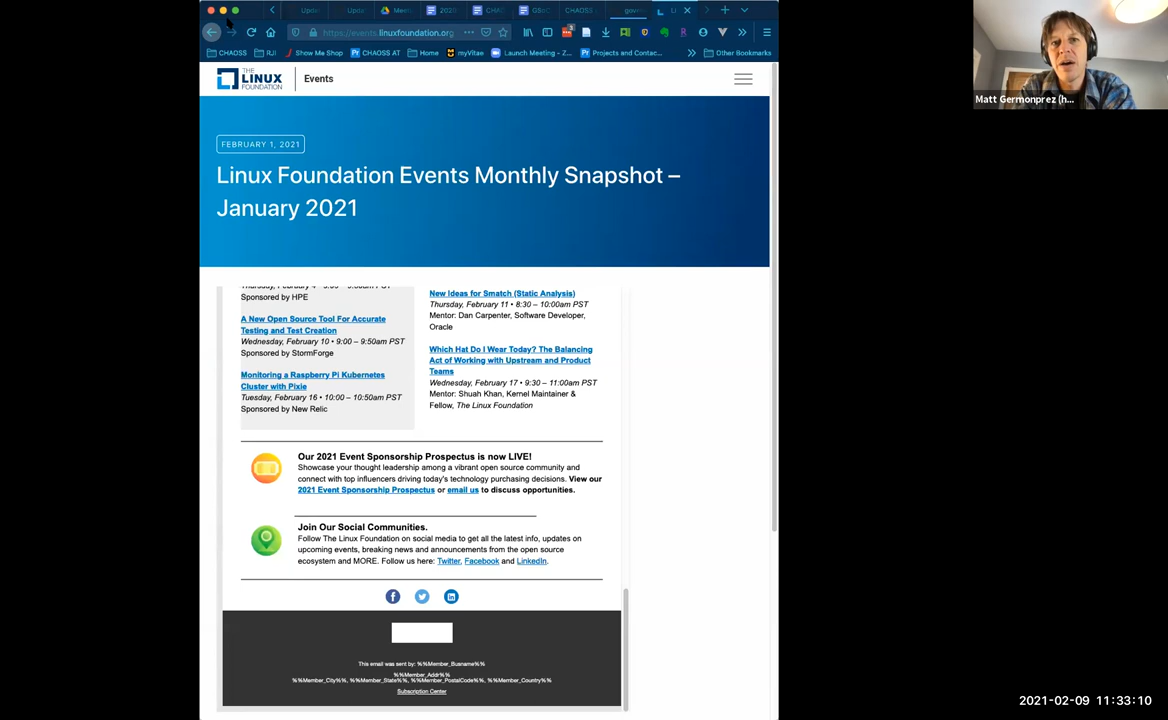 Updat
Updat
Meeti
CHAOSS
gover
https://events.linuxfoundation.org
CHAOSS
RJI
Show Me Shop
CHAOSS AT
Home
myVitae
Launch Meeting - Z...
Projects and Contac...
Other Bookmarks
THE
LINUX
FOUNDATION
Events
FEBRUARY 1, 2021
Linux Foundation Events Monthly Snapshot –
January 2021
Sponsored by HPE
A New Open Source Tool For Accurate
Testing and Test Creation
Wednesday, February 10 • 9:00 – 9:50am PST
Sponsored by StormForge
Monitoring a Raspberry Pi Kubernetes
Cluster with Pixie
Tuesday, February 16 • 10:00 – 10:50am PST
Sponsored by New Relic
New Ideas for Smatch (Static Analysis)
Thursday, February 11 • 8:30 – 10:00am PST
Mentor: Dan Carpenter, Software Developer,
Oracle
Which Hat Do I Wear Today? The Balancing
Act of Working with Upstream and Product
Teams
Wednesday, February 17 • 9:30 – 11:00am PST
Mentor: Shuah Khan, Kernel Maintainer &
Fellow, The Linux Foundation
Our 2021 Event Sponsorship Prospectus is now LIVE!
Showcase your thought leadership among a vibrant open source community and
connect with top influencers driving today's technology purchasing decisions. View our
2021 Event Sponsorship Prospectus or email us to discuss opportunities.
Join Our Social Communities.
Follow The Linux Foundation on social media to get all the latest info, updates on
upcoming events, breaking news and announcements from the open source
ecosystem and MORE. Follow us here: Twitter, Facebook and LinkedIn.
This email was sent by: %%Member_Busname%%
%%Member_Addr%%
%%Member_City%%, %%Member_State%%, %%Member_PostalCode%%, %%Member_Country%%
Subscription Center
Matt Germonprez (h...
2021-02-09 11:33:10